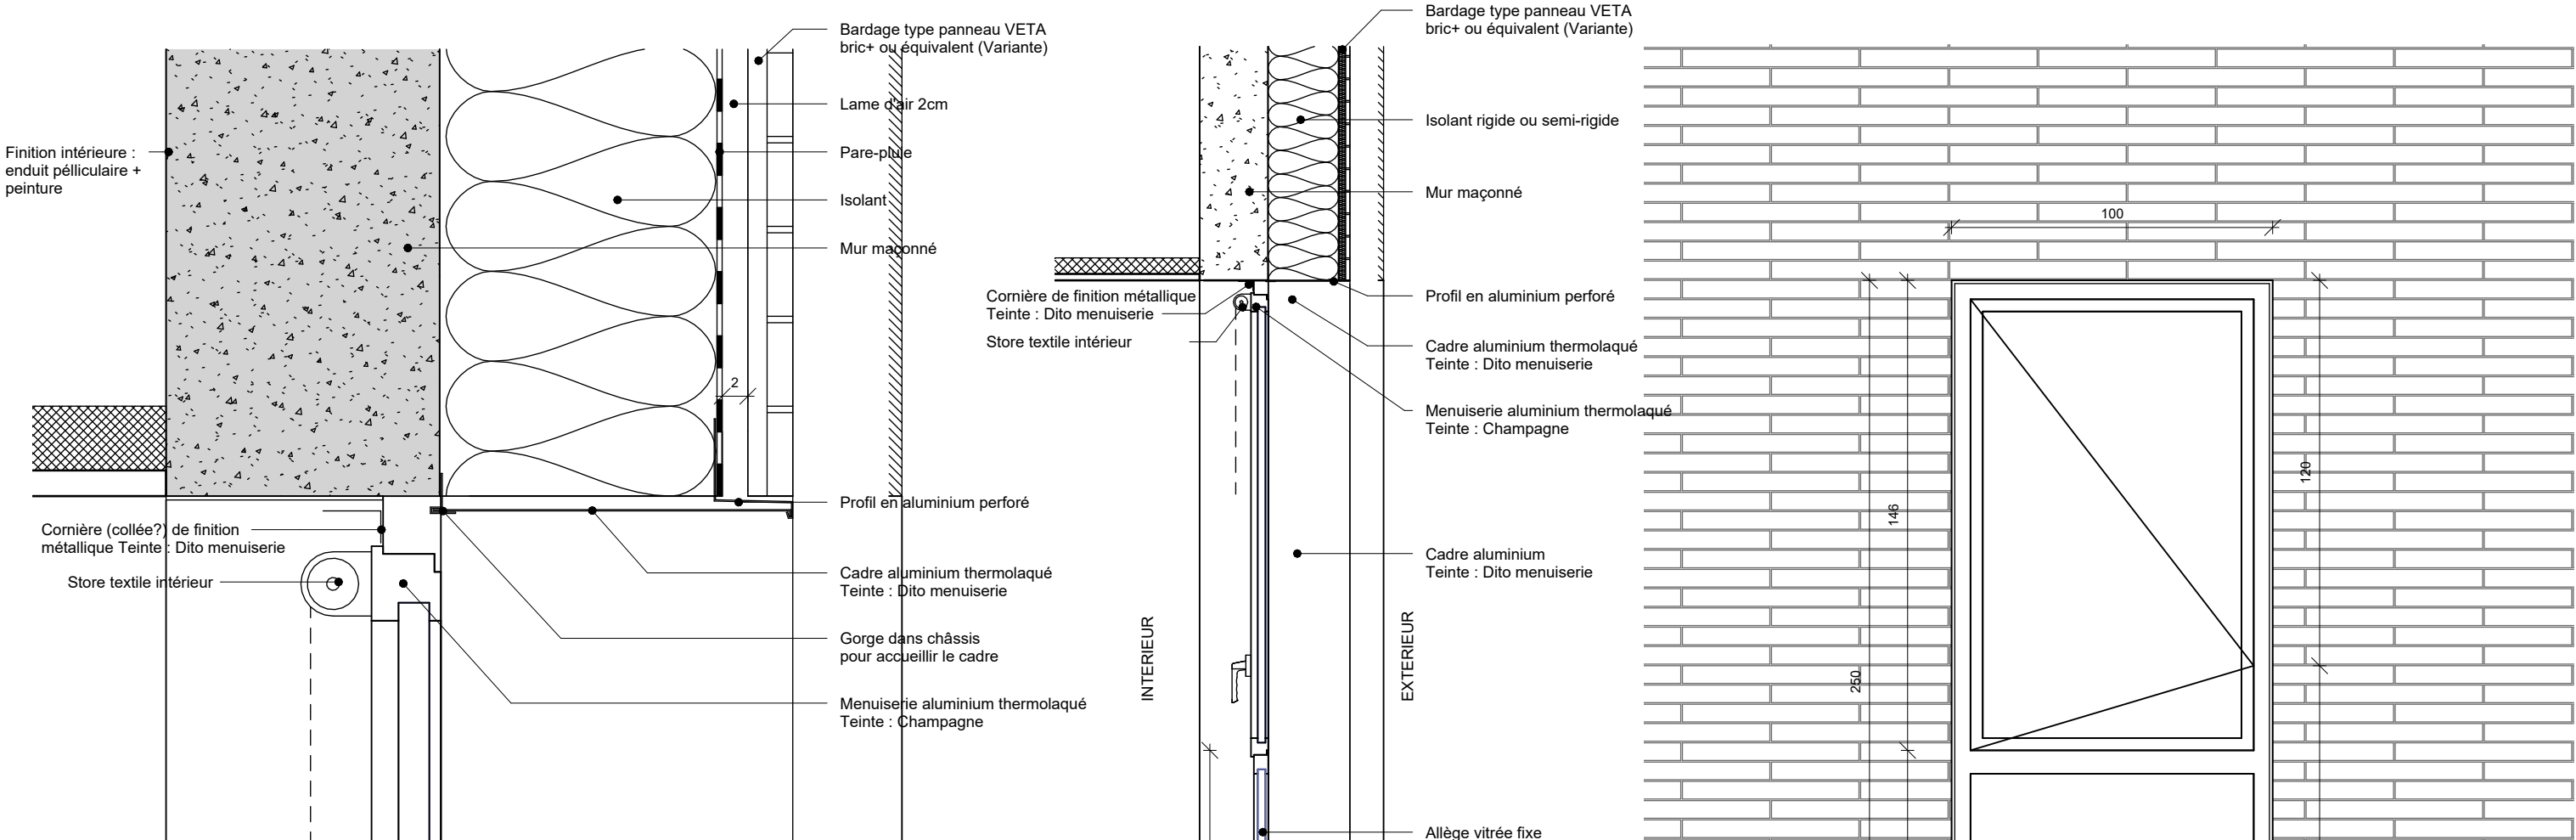 Bardage type panneau VETA
bric+ ou équivalent (Variante)
Lame d'air 2cm
Finition intérieure :
enduit pélliculaire +
peinture
Pare-pluie
Isolant
Mur maçonné
2
Profil en aluminium perforé
Cornière (collée?) de finition
métallique Teinte : Dito menuiserie
Store textile intérieur
Cadre aluminium thermolaqué
Teinte : Dito menuiserie
Gorge dans châssis
pour accueillir le cadre
Menuiserie aluminium thermolaqué
Teinte : Champagne
Bardage type panneau VETA
bric+ ou équivalent (Variante)
Isolant rigide ou semi-rigide
Mur maçonné
Cornière de finition métallique
Teinte : Dito menuiserie
Store textile intérieur
Profil en aluminium perforé
Cadre aluminium thermolaqué
Teinte : Dito menuiserie
Menuiserie aluminium thermolaqué
Teinte : Champagne
Cadre aluminium
Teinte : Dito menuiserie
INTERIEUR
EXTERIEUR
Allège vitrée fixe
100
120
146
250